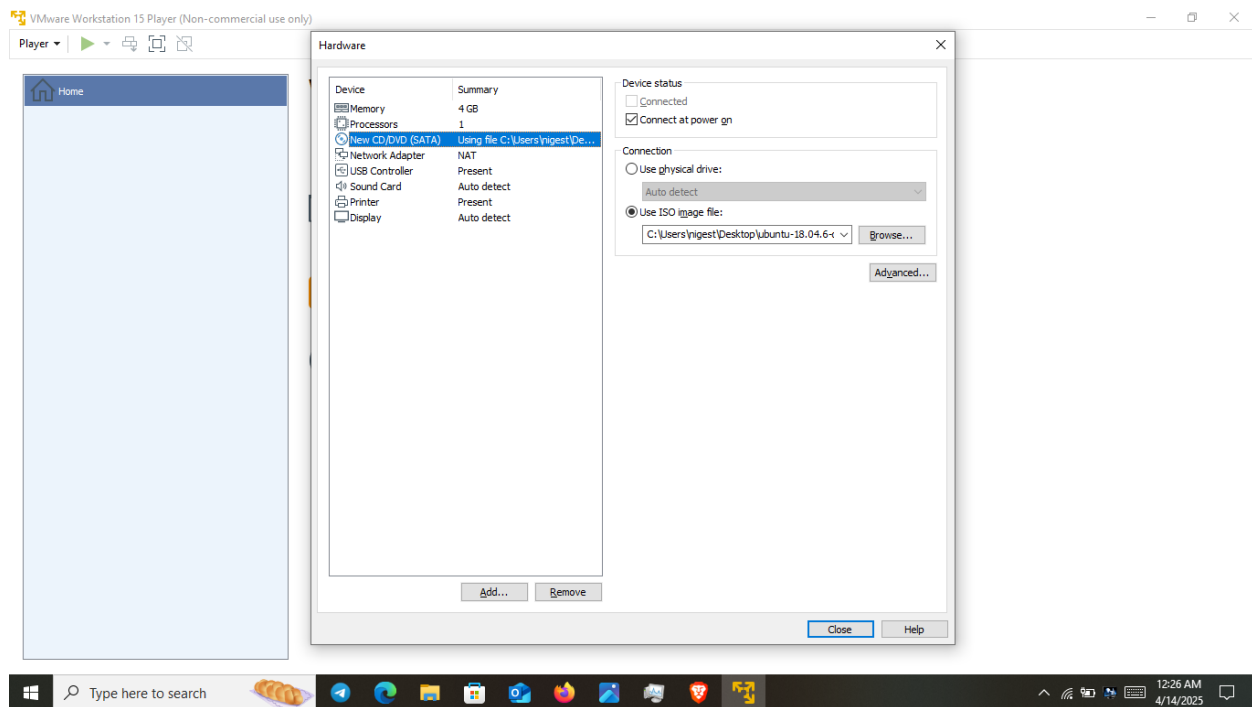 VMware Workstation 15 Player (Non-commercial use only)
Player
Hardware
Home
Device Summary
Memory 4 GB
Processors 1
New CD/DVD (SATA) Using file C:\Users\nigest\De...
Network Adapter NAT
USB Controller Present
Sound Card Auto detect
Printer Present
Display Auto detect
Device status
Connected
Connect at power on
Connection
Use physical drive:
Auto detect
Use ISO image file:
C:\Users\nigest\Desktop\ubuntu-18.04.6-
Browse...
Advanced...
Add... Remove
Close Help
Type here to search
12:26 AM
4/14/2025